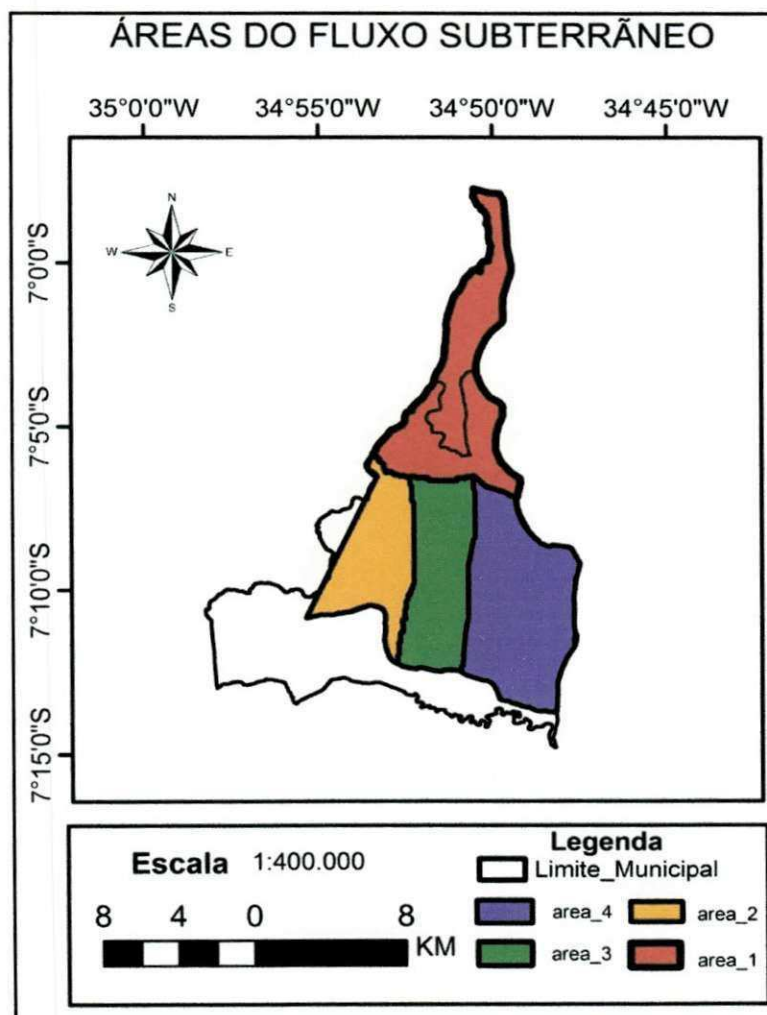 ÁREAS DO FLUXO SUBTERRÃNEO
35°0'0"W 34°55'0"W 34°50'0"W 34°45'0"W
N
W E
S
7°0'0"S
7°5'0"S
7°10'0"S
7°15'0"S
Escala 1:400.000
8 4 0 8
KM
Legenda
Limite_Municipal
area_4 area_2
area_3 area_1